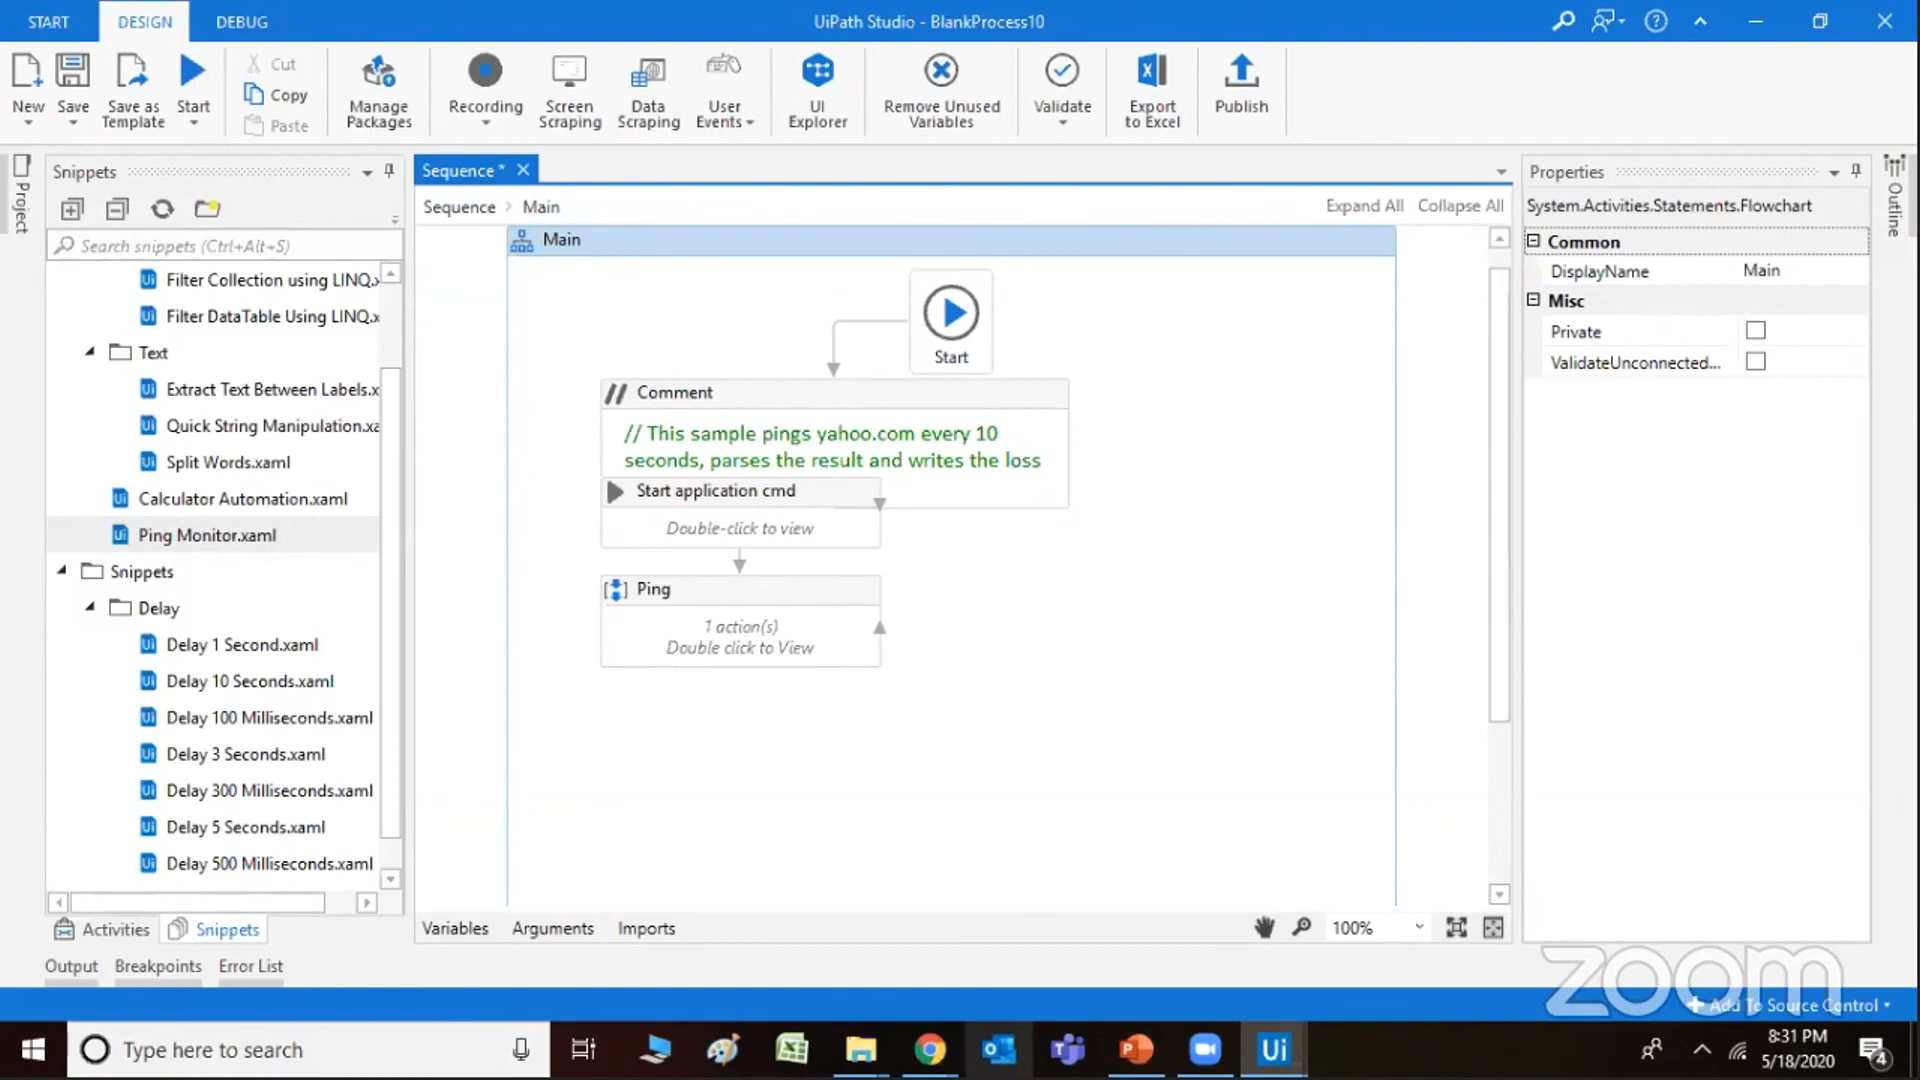 START
DESIGN
DEBUG
UiPath Studio - BlankProcess10
New
Save
Save as
Template
Start
Cut
Copy
Paste
Manage
Packages
Recording
Screen
Scraping
Data
Scraping
User
Events
UI
Explorer
Remove Unused
Variables
Validate
Export
to Excel
Publish
Project
Snippets
Search snippets (Ctrl+Alt+S)
Filter Collection using LINQ.x
Filter DataTable Using LINQ.x
Text
Extract Text Between Labels.x
Quick String Manipulation.xa
Split Words.xaml
Calculator Automation.xaml
Ping Monitor.xaml
Snippets
Delay
Delay 1 Second.xaml
Delay 10 Seconds.xaml
Delay 100 Milliseconds.xaml
Delay 3 Seconds.xaml
Delay 300 Milliseconds.xaml
Delay 5 Seconds.xaml
Delay 500 Milliseconds.xaml
Activities
Snippets
Sequence *
Sequence > Main
Expand All
Collapse All
Main
Start
// Comment
// This sample pings yahoo.com every 10
seconds, parses the result and writes the loss
Start application cmd
Double-click to view
Ping
1 action(s)
Double click to View
Variables
Arguments
Imports
100%
Properties
System.Activities.Statements.Flowchart
Common
DisplayName
Main
Misc
Private
ValidateUnconnected...
Outline
Output
Breakpoints
Error List
zoom
Add To Source Control
Type here to search
Ui
8:31 PM
5/18/2020
4